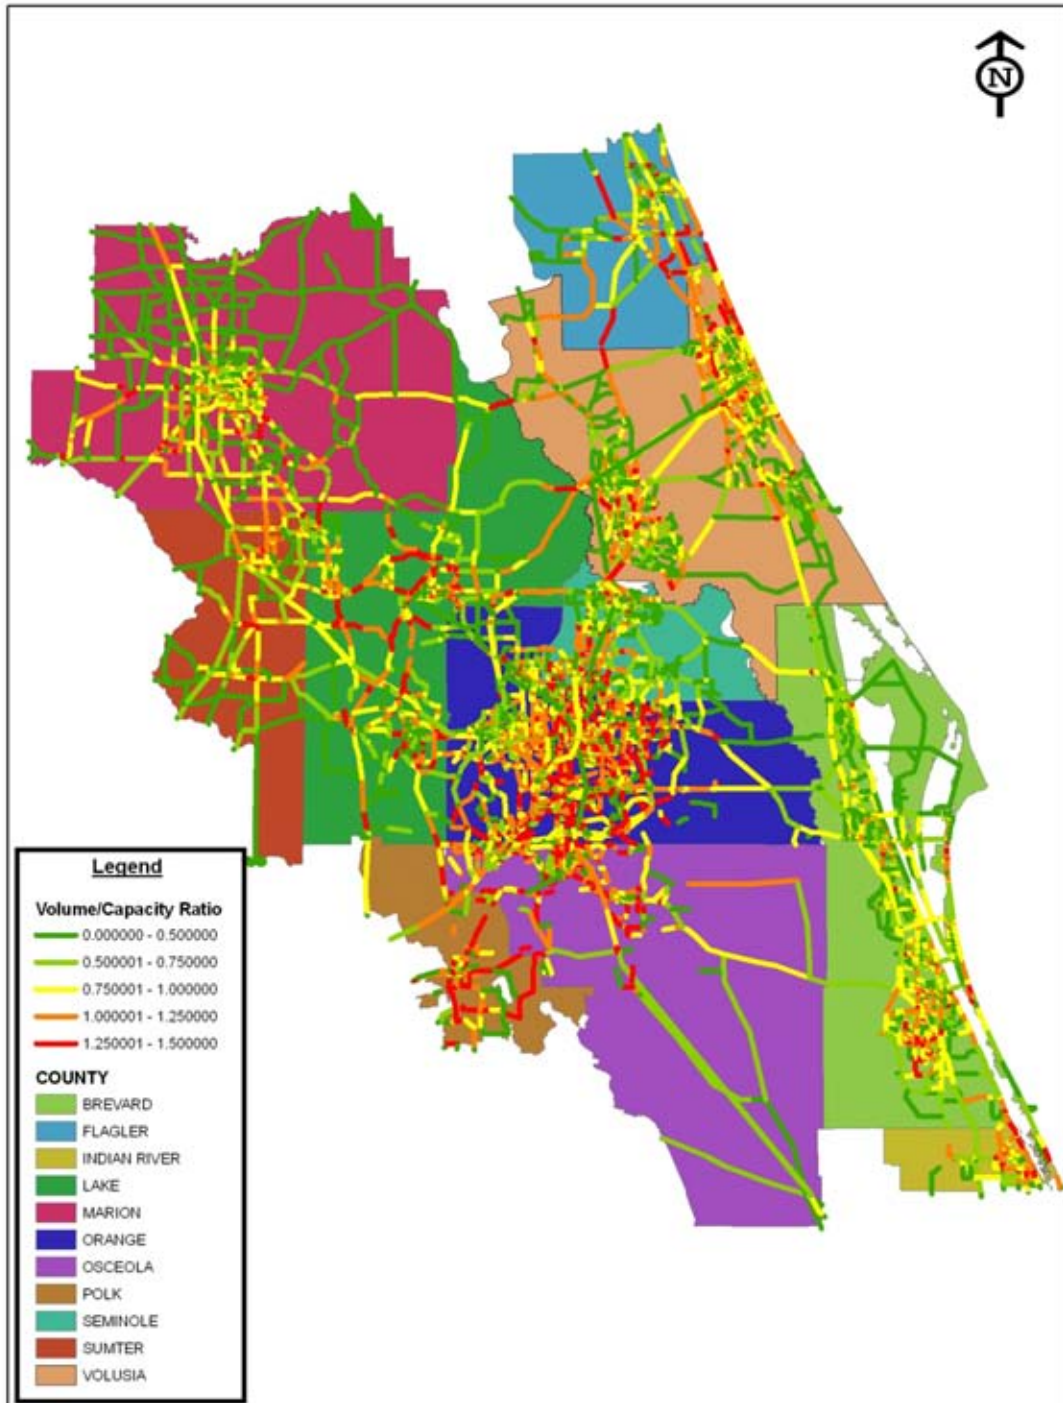 N
Legend
Volume/Capacity Ratio
0.000000 - 0.500000
0.500001 - 0.750000
0.750001 - 1.000000
1.000001 - 1.250000
1.250001 - 1.500000
COUNTY
BREVARD
FLAGLER
INDIAN RIVER
LAKE
MARION
ORANGE
OSCEOLA
POLK
SEMINOLE
SUMTER
VOLUSIA